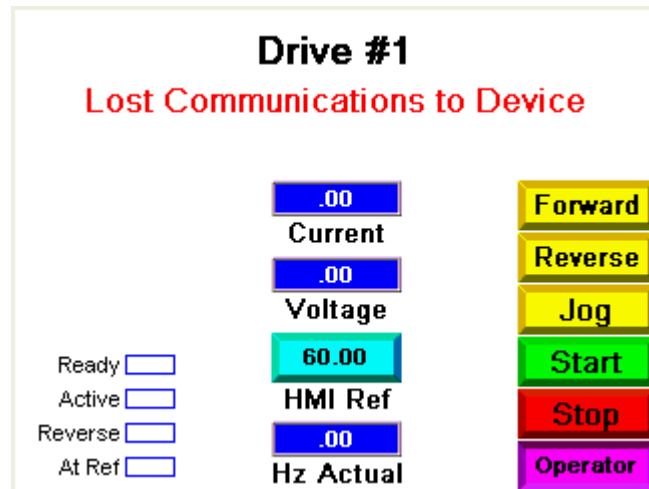 Drive #1
Lost Communications to Device
.00
Current
.00
Voltage
60.00
HMI Ref
.00
Hz Actual
Ready
Active
Reverse
At Ref
Forward
Reverse
Jog
Start
Stop
Operator